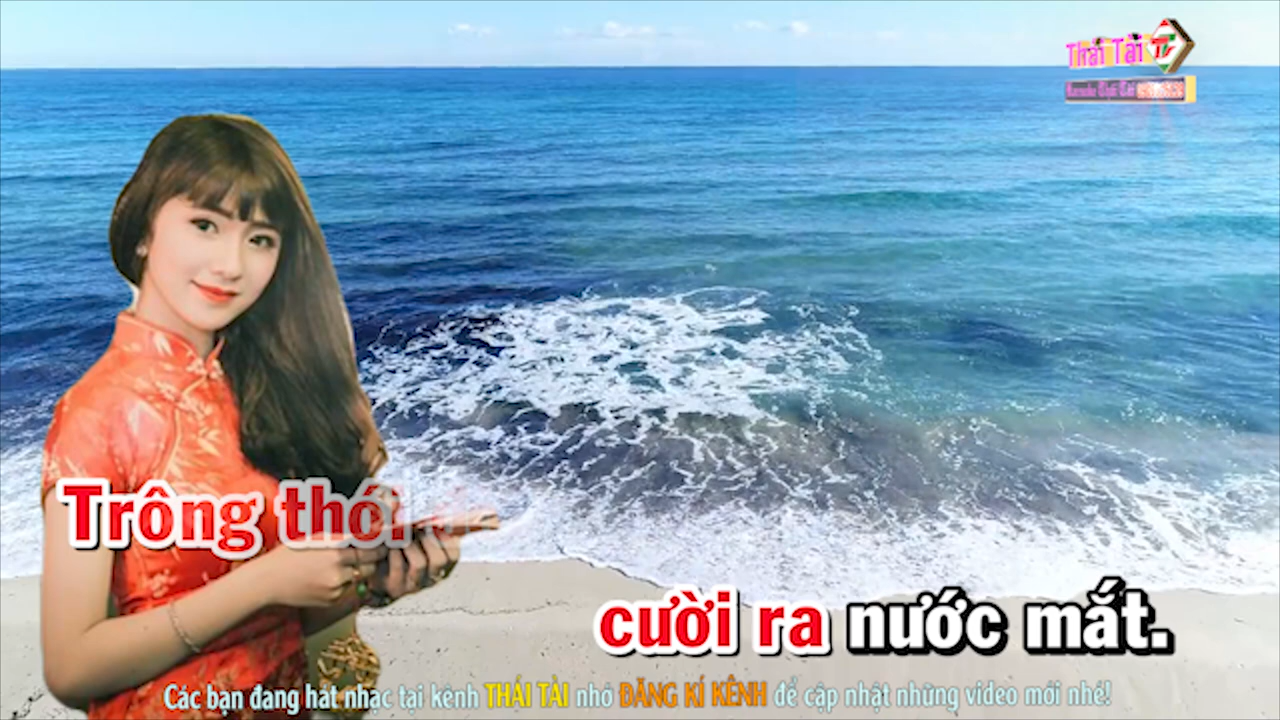 Thái Tài
Trông thói
cười ra nước mắt.
Các bạn đang hát nhạc tại kênh THÁI TÀI nhớ ĐĂNG KÍ KÊNH để cập nhật những video mới nhé!